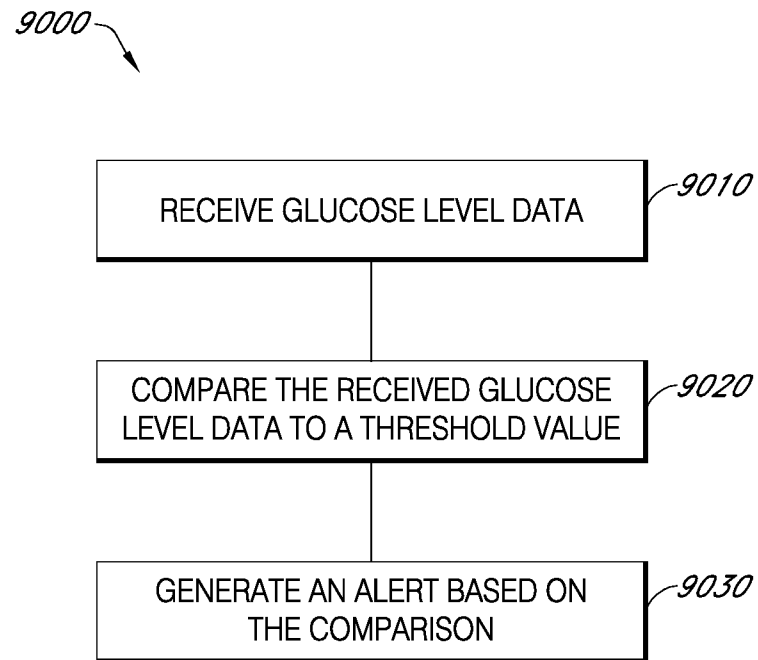 9000
RECEIVE GLUCOSE LEVEL DATA
9010
COMPARE THE RECEIVED GLUCOSE
LEVEL DATA TO A THRESHOLD VALUE
9020
GENERATE AN ALERT BASED ON
THE COMPARISON
9030